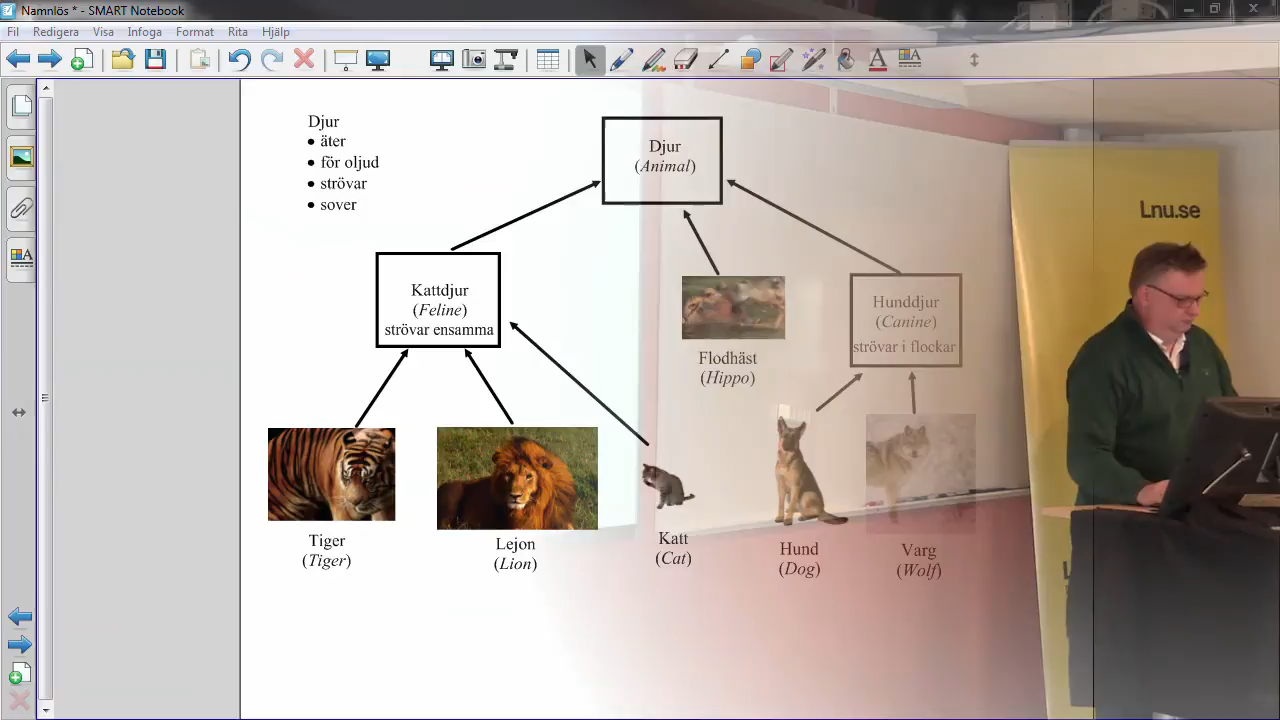 Namnlös * - SMART Notebook
Fil Redigera Visa Infoga Format Rita Hjälp
Djur
• äter
• för oljud
• strövar
• sover
Djur
(Animal)
Lnu.se
Kattdjur
(Feline)
strövar ensamma
Hunddjur
(Canine)
strövar i flockar
Flodhäst
(Hippo)
Tiger
(Tiger)
Lejon
(Lion)
Katt
(Cat)
Hund
(Dog)
Varg
(Wolf)